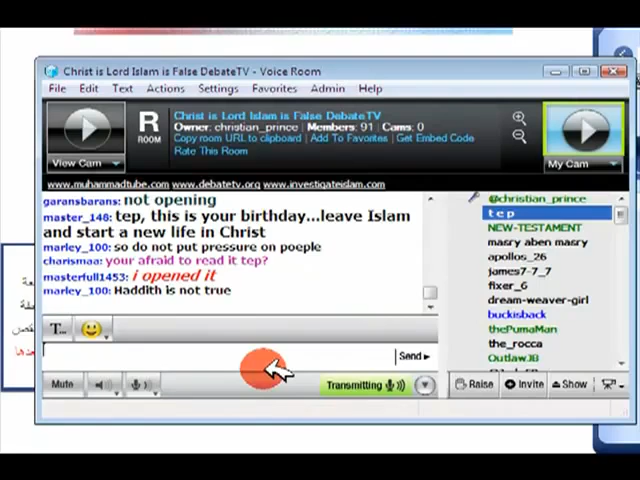 Christ is Lord Islam is False DebateTV - Voice Room
File Edit Text Actions Settings Favorites Admin Help
View Cam
R
ROOM
Christ is Lord Islam is False DebateTV
Owner: christian_prince | Members: 91 | Cams: 0
Copy room URL to clipboard | Add To Favorites | Get Embed Code
Rate This Room
My Cam
www.muhammadtube.com www.debatetv.org www.investigateislam.com
garansbarans: not opening
master_148: tep, this is your birthday...leave Islam
and start a new life in Christ
marley_100: so do not put pressure on poeple
charismaa: your afraid to read it tep?
masterfull1453: i opened it
marley_100: Haddith is not true
@christian_prince
t e p
NEW-TESTAMENT
masry aben masry
apollos_26
james7-7_7
fixer_6
dream-weaver-girl
buckisback
thePumaMan
the_rocca
OutlawJB
T...
Send
Mute
Transmitting
Raise
Invite
Show